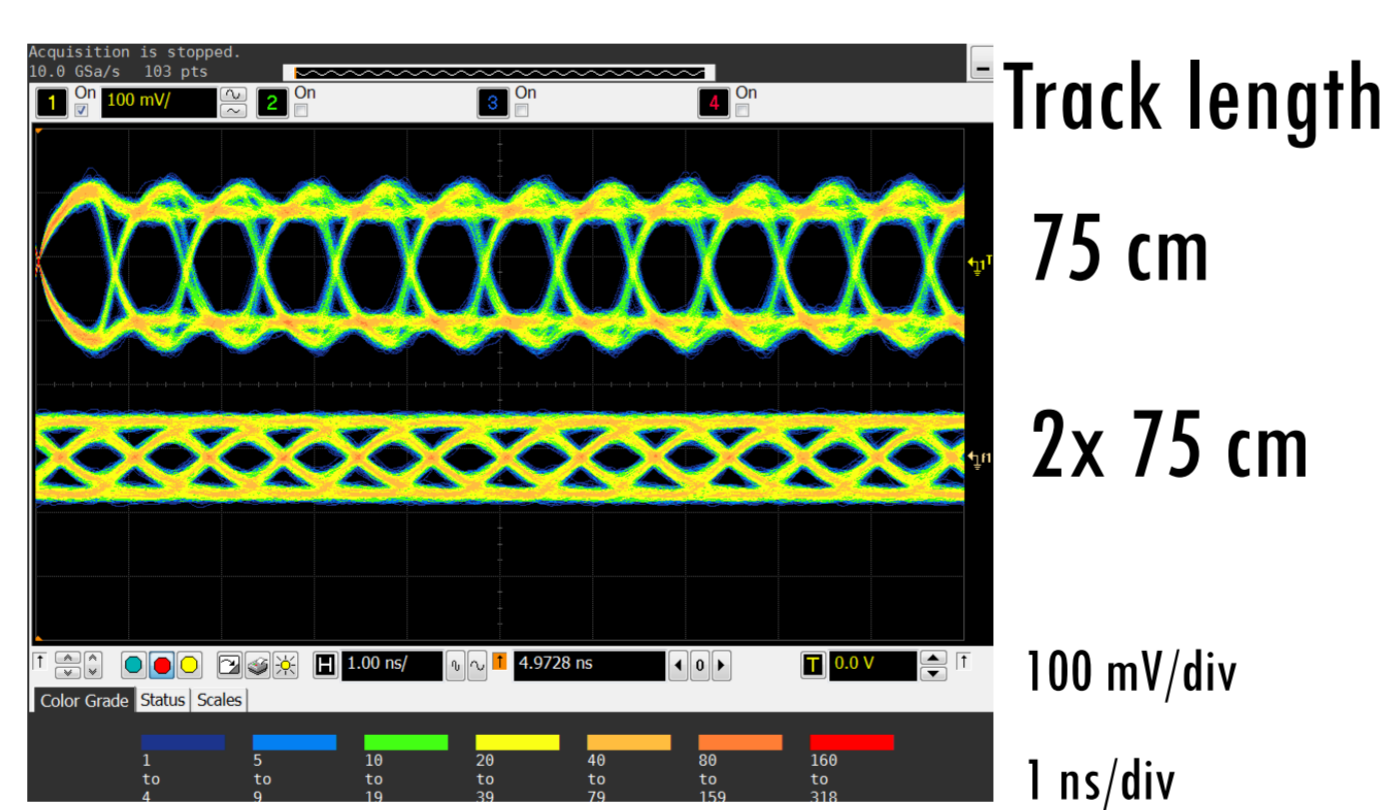 Acquisition is stopped.
10.0 GSa/s 103 pts
Track length
1 On 100 mV/ 2 On 3 On 4 On
75 cm
2x 75 cm
H 1.00 ns/ 4.9728 ns 0 T 0.0 V
100 mV/div
Color Grade Status Scales
1 5 10 20 40 80 160
to to to to to to to
4 9 19 39 79 159 318
1 ns/div